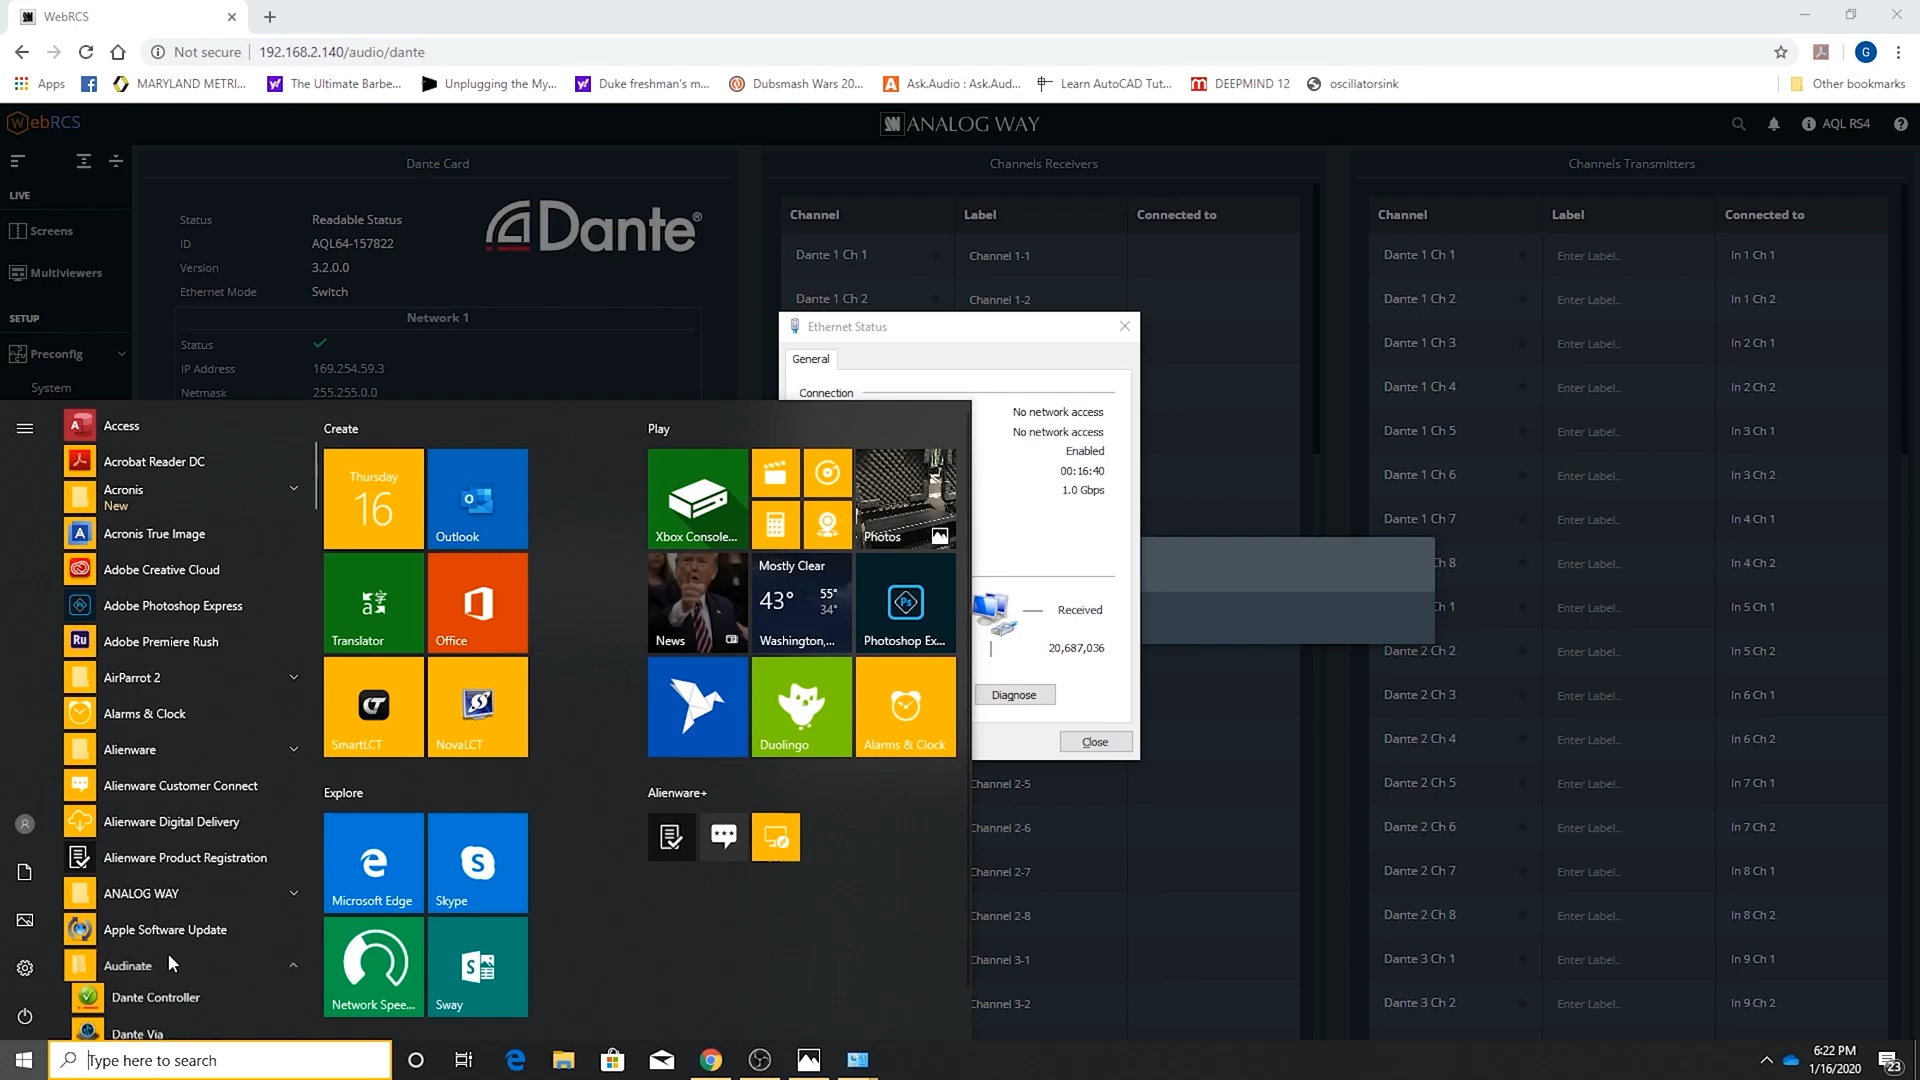 WebRCS
Not secure
192.168.2.140/audio/dante
G
Apps
MARYLAND METRI...
The Ultimate Barbe...
Unplugging the My...
Duke freshman's m...
Dubsmash Wars 20...
Ask.Audio : Ask.Aud...
Learn AutoCAD Tut...
DEEPMIND 12
oscillatorsink
Other bookmarks
WebRCS
ANALOG WAY
AQL RS4
LIVE
Screens
Multiviewers
SETUP
Preconfig
System
Dante Card
Status Readable Status
ID AQL64-157822
Version 3.2.0.0
Ethernet Mode Switch
Dante®
Network 1
Status
IP Address 169.254.59.3
Netmask 255.255.0.0
Channels Receivers
Channel Label Connected to
Dante 1 Ch 1 Channel 1-1
Dante 1 Ch 2 Channel 1-2
Channel 2-5
Channel 2-6
Channel 2-7
Channel 2-8
Channel 3-1
Channel 3-2
Channels Transmitters
Channel Label Connected to
Dante 1 Ch 1 Enter Label.. In 1 Ch 1
Dante 1 Ch 2 Enter Label.. In 1 Ch 2
Dante 1 Ch 3 Enter Label.. In 2 Ch 1
Dante 1 Ch 4 Enter Label.. In 2 Ch 2
Dante 1 Ch 5 Enter Label.. In 3 Ch 1
Dante 1 Ch 6 Enter Label.. In 3 Ch 2
Dante 1 Ch 7 Enter Label.. In 4 Ch 1
h 8 Enter Label.. In 4 Ch 2
h 1 Enter Label.. In 5 Ch 1
Dante 2 Ch 2 Enter Label.. In 5 Ch 2
Dante 2 Ch 3 Enter Label.. In 6 Ch 1
Dante 2 Ch 4 Enter Label.. In 6 Ch 2
Dante 2 Ch 5 Enter Label.. In 7 Ch 1
Dante 2 Ch 6 Enter Label.. In 7 Ch 2
Dante 2 Ch 7 Enter Label.. In 8 Ch 1
Dante 2 Ch 8 Enter Label.. In 8 Ch 2
Dante 3 Ch 1 Enter Label.. In 9 Ch 1
Dante 3 Ch 2 Enter Label.. In 9 Ch 2
Ethernet Status
General
Connection
No network access
No network access
Enabled
00:16:40
1.0 Gbps
Received
20,687,036
Diagnose
Close
Access
Acrobat Reader DC
Acronis
New
Acronis True Image
Adobe Creative Cloud
Adobe Photoshop Express
Adobe Premiere Rush
AirParrot 2
Alarms & Clock
Alienware
Alienware Customer Connect
Alienware Digital Delivery
Alienware Product Registration
ANALOG WAY
Apple Software Update
Audinate
Dante Controller
Dante Via
Create
Thursday
16
Outlook
Translator
Office
SmartLCT
NovaLCT
Explore
Microsoft Edge
Skype
Network Spee...
Sway
Play
Xbox Console...
Photos
News
Mostly Clear
43° 55° 34°
Washington,...
Photoshop Ex...
Duolingo
Alarms & Clock
Alienware+
Type here to search
6:22 PM
1/16/2020
23